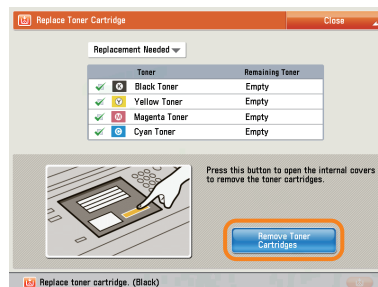 Replace Toner Cartridge
Close
Replacement Needed
Toner
Remaining Toner
K
Black Toner
Empty
Y
Yellow Toner
Empty
M
Magenta Toner
Empty
C
Cyan Toner
Empty
Press this button to open the internal covers
to remove the toner cartridges.
Remove Toner
Cartridges
Replace toner cartridge. (Black)